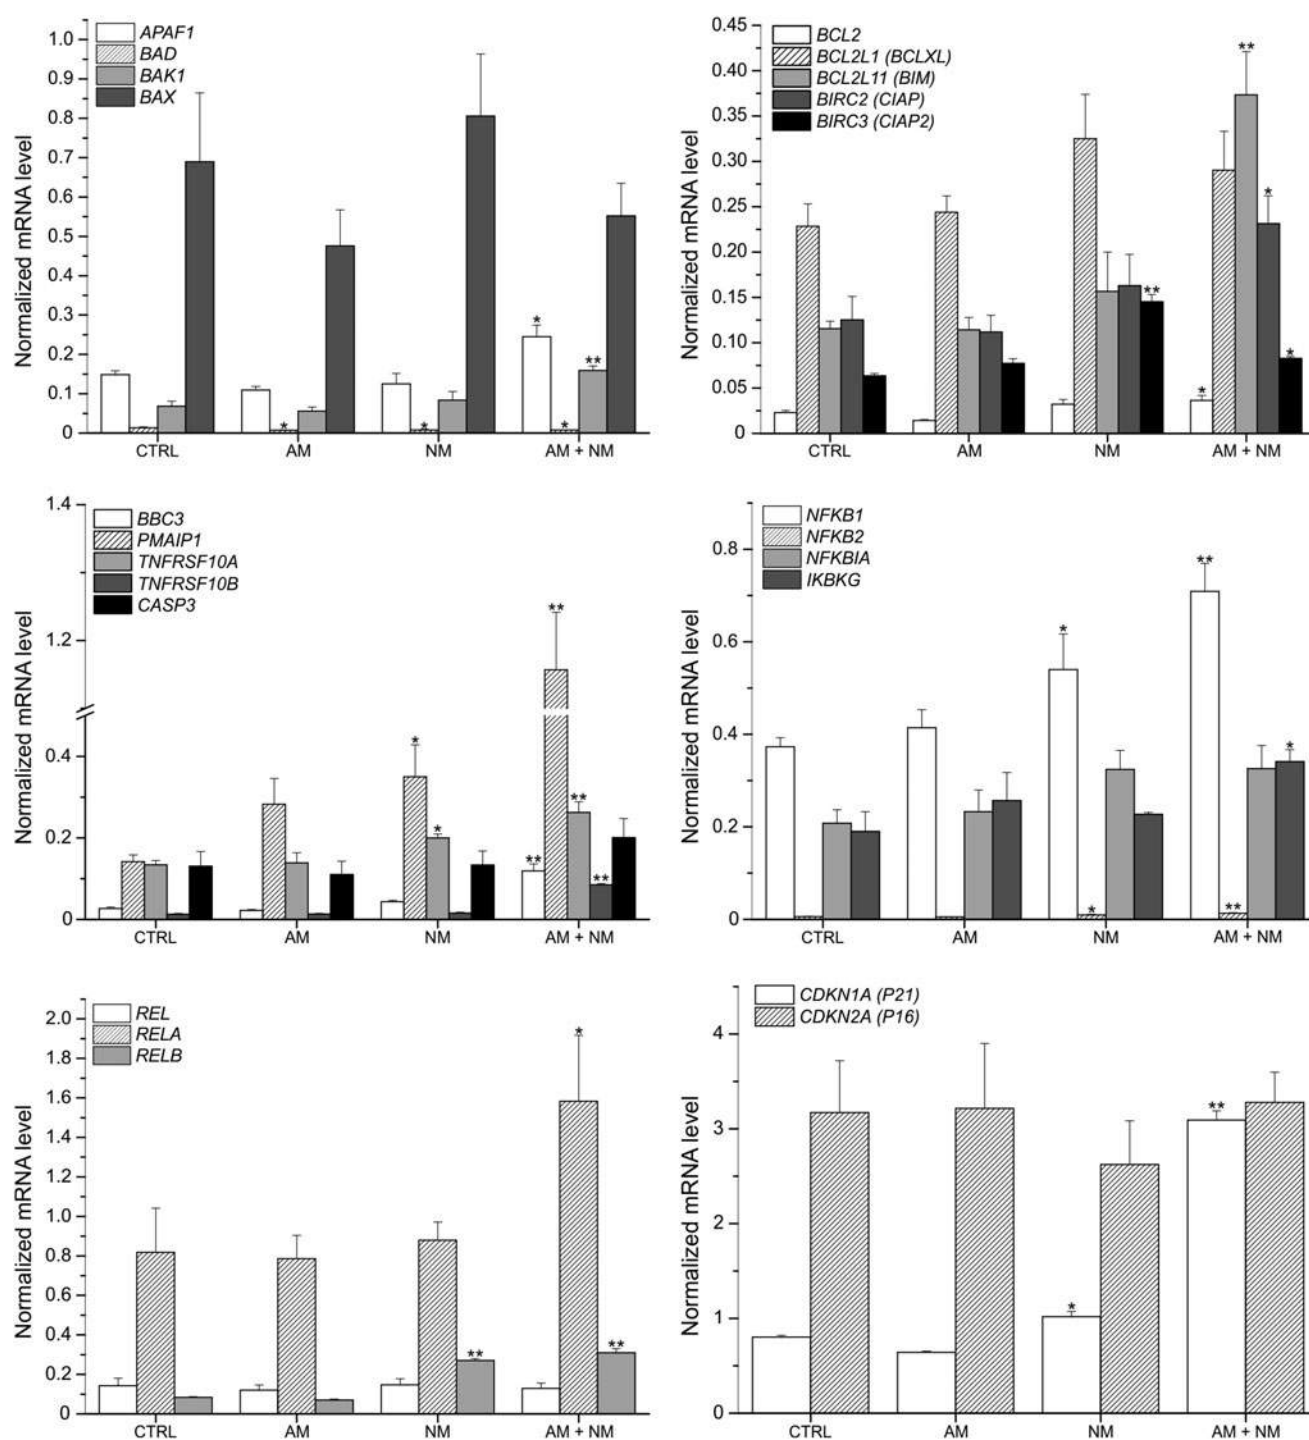 Normalized mRNA level
1.0
0.9
0.8
0.7
0.6
0.5
0.4
0.3
0.2
0.1
0
APAF1
BAD
BAK1
BAX
*
*
*
*
**
CTRL AM NM AM + NM
Normalized mRNA level
0.45
0.40
0.35
0.30
0.25
0.20
0.15
0.10
0.05
0
BCL2
BCL2L1 (BCLXL)
BCL2L11 (BIM)
BIRC2 (CIAP)
BIRC3 (CIAP2)
**
*
**
*
*
CTRL AM NM AM + NM
Normalized mRNA level
1.4
1.2
0.4
0.2
0
BBC3
PMAIP1
TNFRSF10A
TNFRSF10B
CASP3
*
*
**
**
**
**
CTRL AM NM AM + NM
Normalized mRNA level
0.8
0.6
0.4
0.2
0
NFKB1
NFKB2
NFKBIA
IKBKG
*
*
**
**
*
CTRL AM NM AM + NM
Normalized mRNA level
2.0
1.8
1.6
1.4
1.2
1.0
0.8
0.6
0.4
0.2
0
REL
RELA
RELB
**
*
**
CTRL AM NM AM + NM
Normalized mRNA level
4
3
2
1
0
CDKN1A (P21)
CDKN2A (P16)
*
**
CTRL AM NM AM + NM